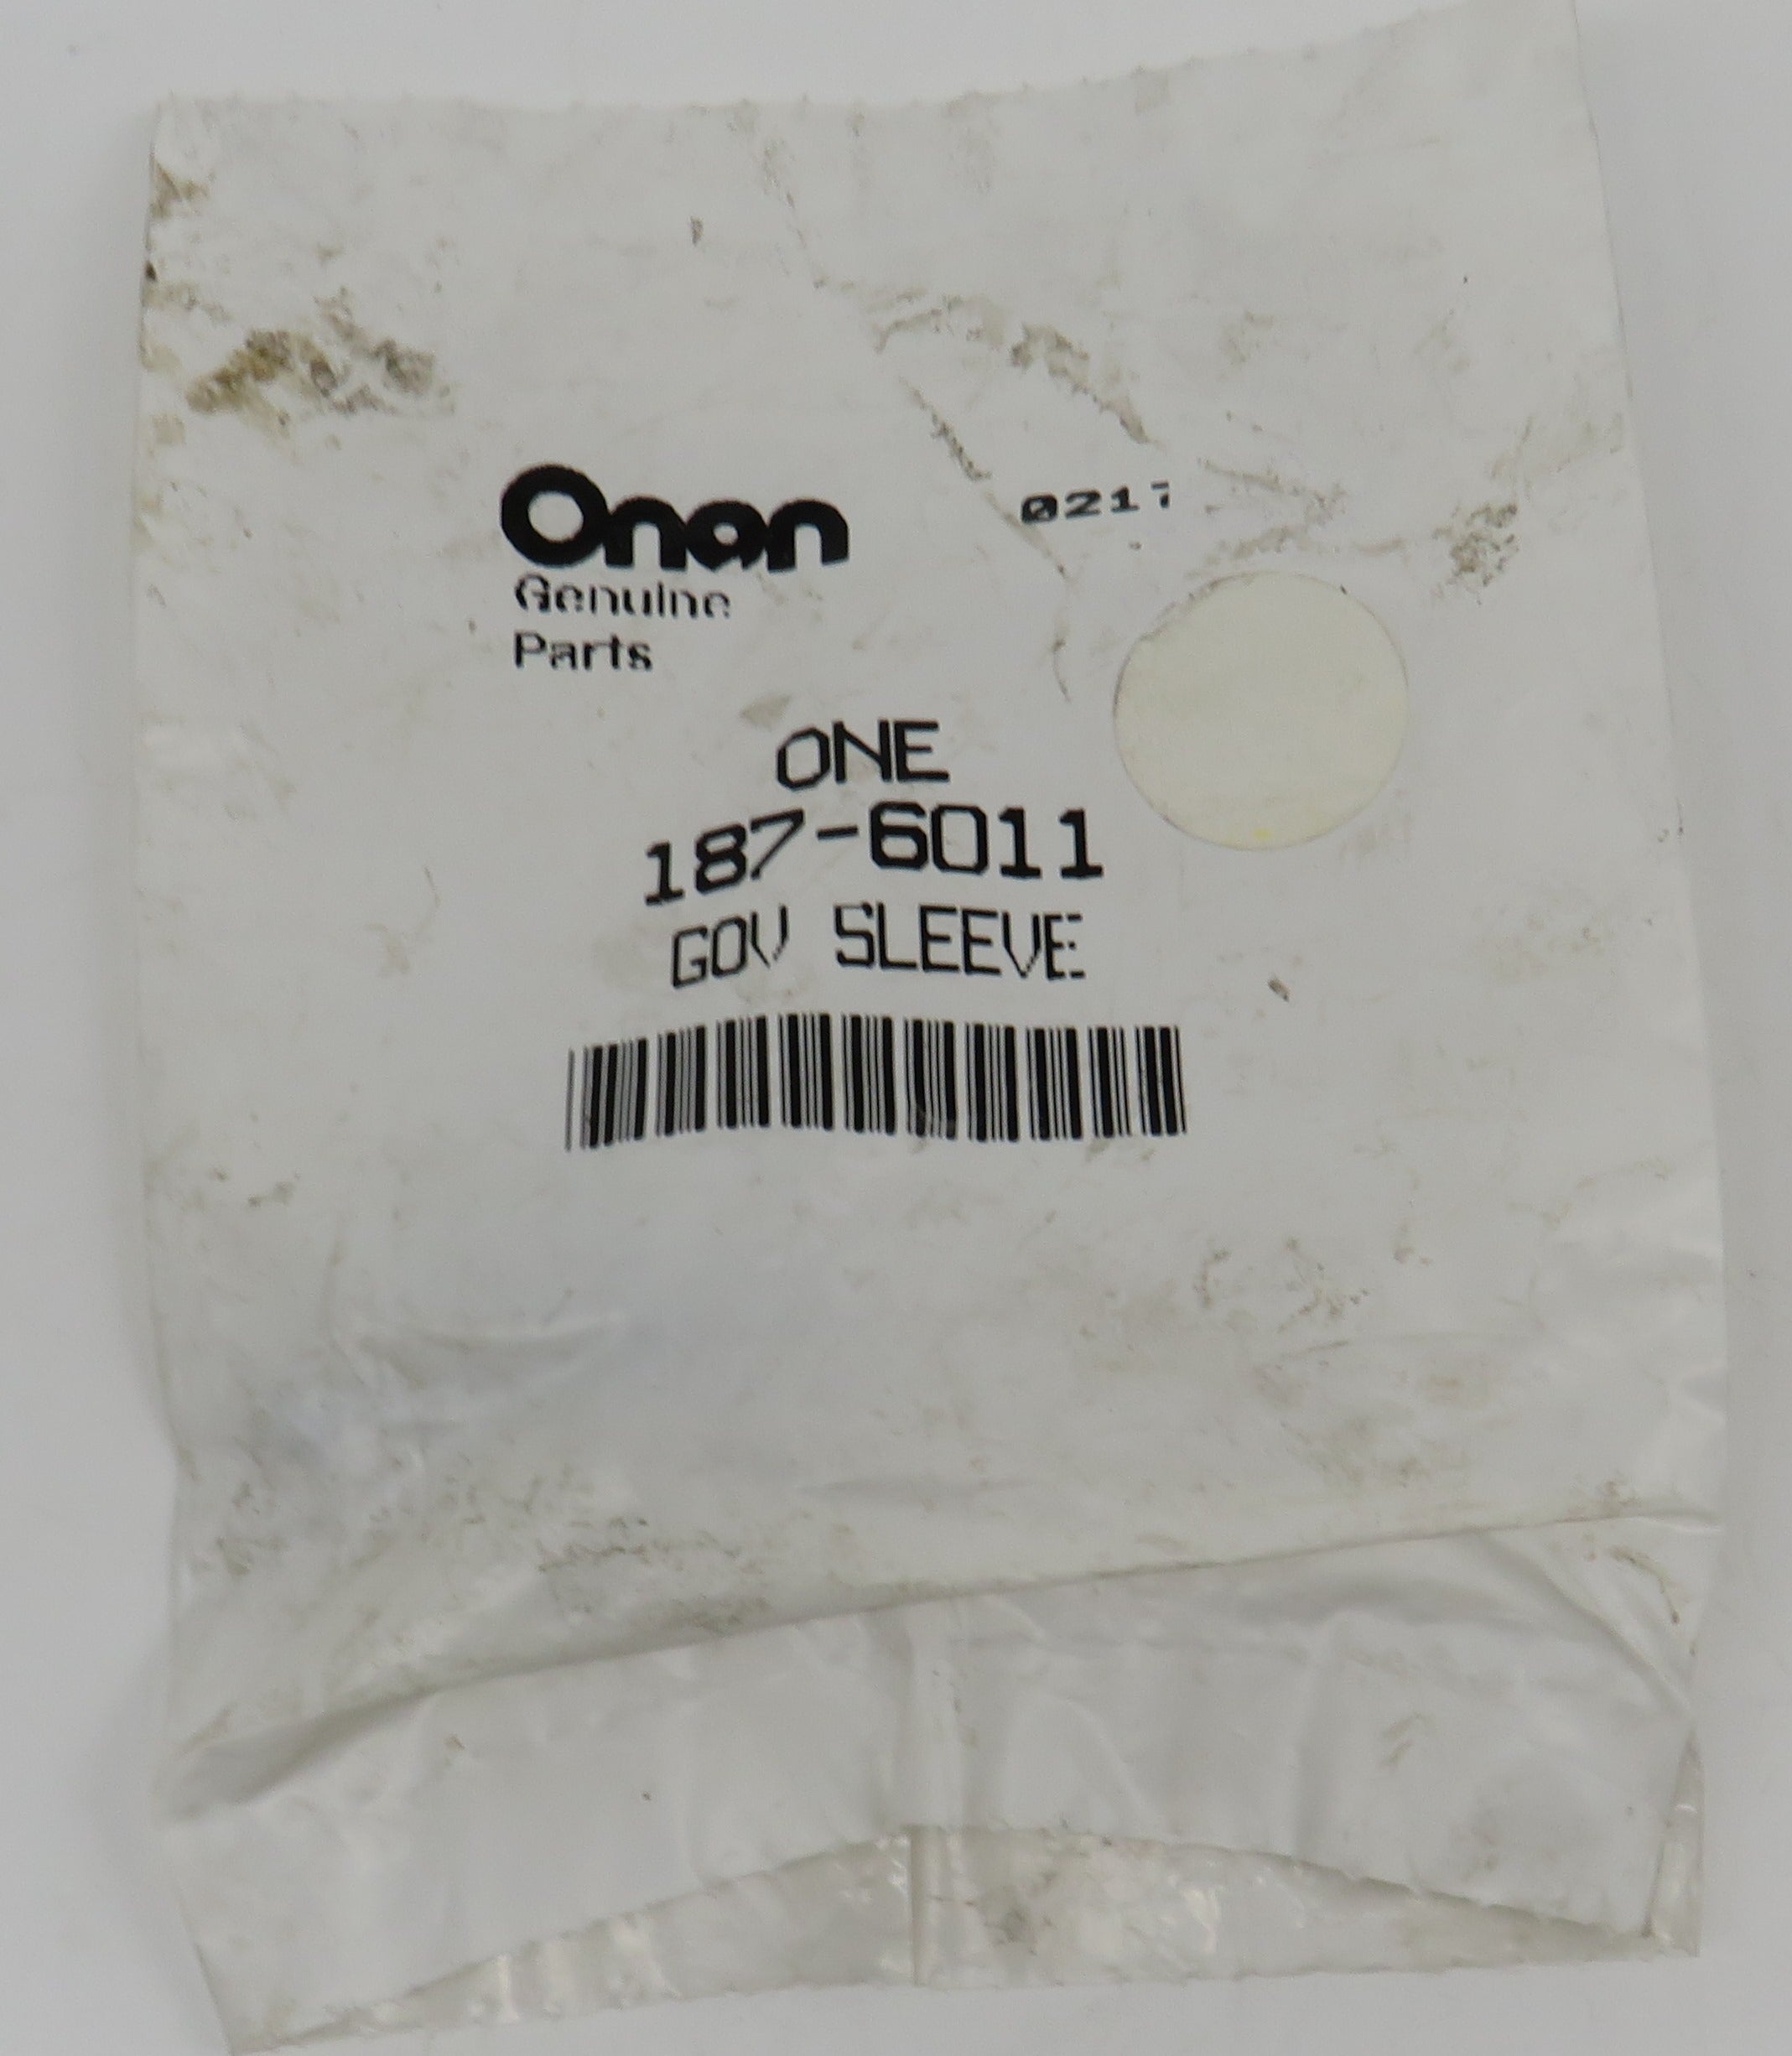 Onan
0217
Genuine
Parts
ONE
187-6011
GOV SLEEVE